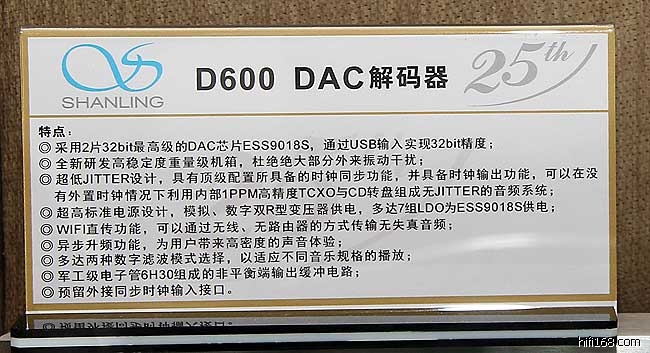 SHANLING
D600 DAC解码器
25th
特点：
◎ 采用2片32bit最高级的DAC芯片ESS9018S，通过USB输入实现32bit精度；
◎ 全新研发高稳定度重量级机箱，杜绝绝大部分外来振动干扰；
◎ 超低JITTER设计，具有顶级配置所具备的时钟同步功能，并具备时钟输出功能，可以在没
有外置时钟情况下利用内部1PPM高精度TCXO与CD转盘组成无JITTER的音频系统；
◎ 超高标准电源设计，模拟、数字双R型变压器供电，多达7组LDO为ESS9018S供电；
◎ WIFI直传功能，可以通过无线、无路由器的方式传输无失真音频；
◎ 异步升频功能，为用户带来高密度的声音体验；
◎ 多达两种数字滤波模式选择，以适应不同音乐规格的播放；
◎ 军工级电子管6H30组成的非平衡端输出缓冲电路；
◎ 预留外接同步时钟输入接口。
hifi168.com